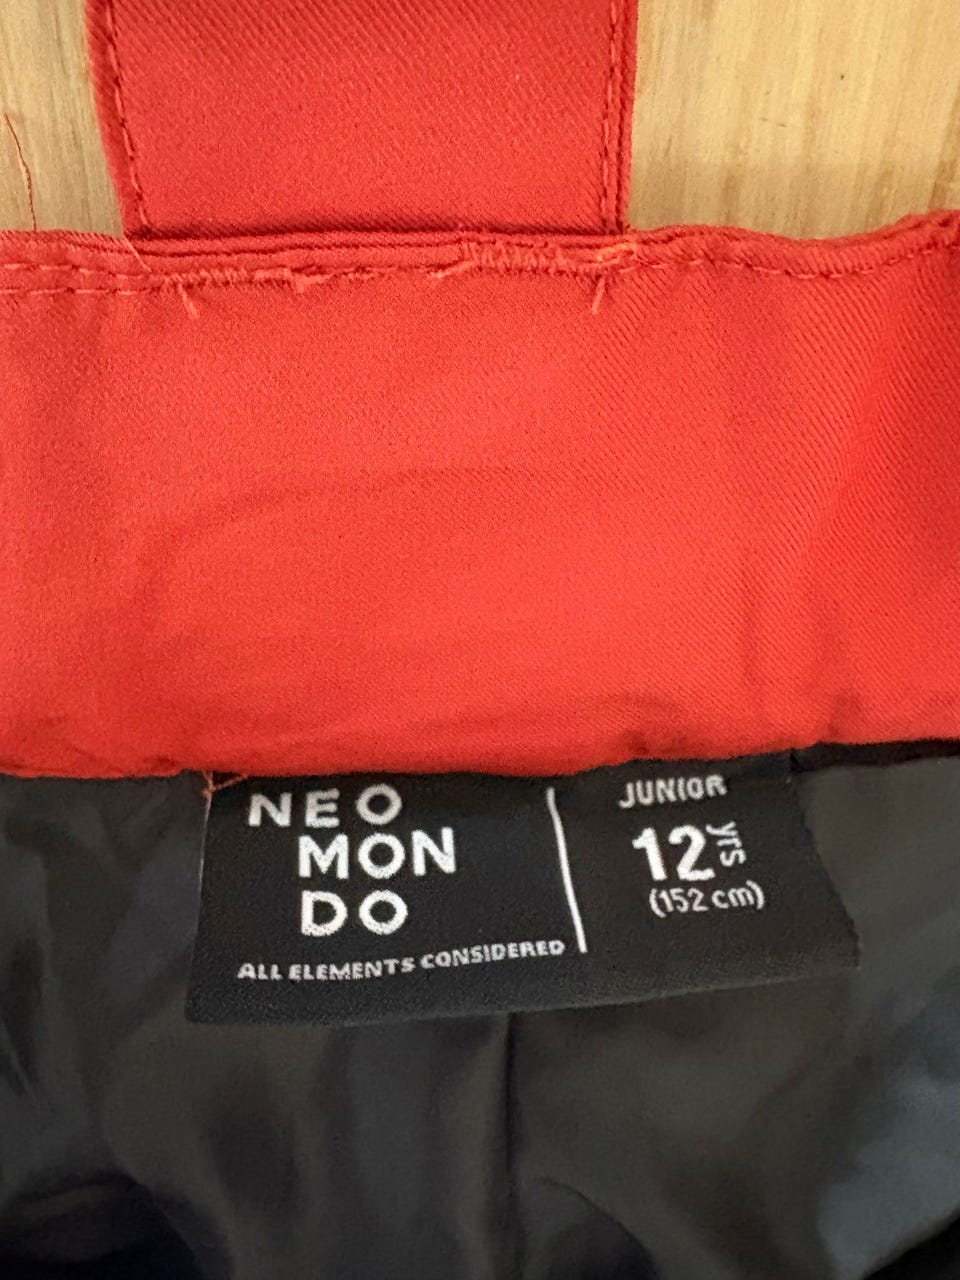 NEO
MON
DO
ALL ELEMENTS CONSIDERED
JUNIOR
12 yrs
(152 cm)